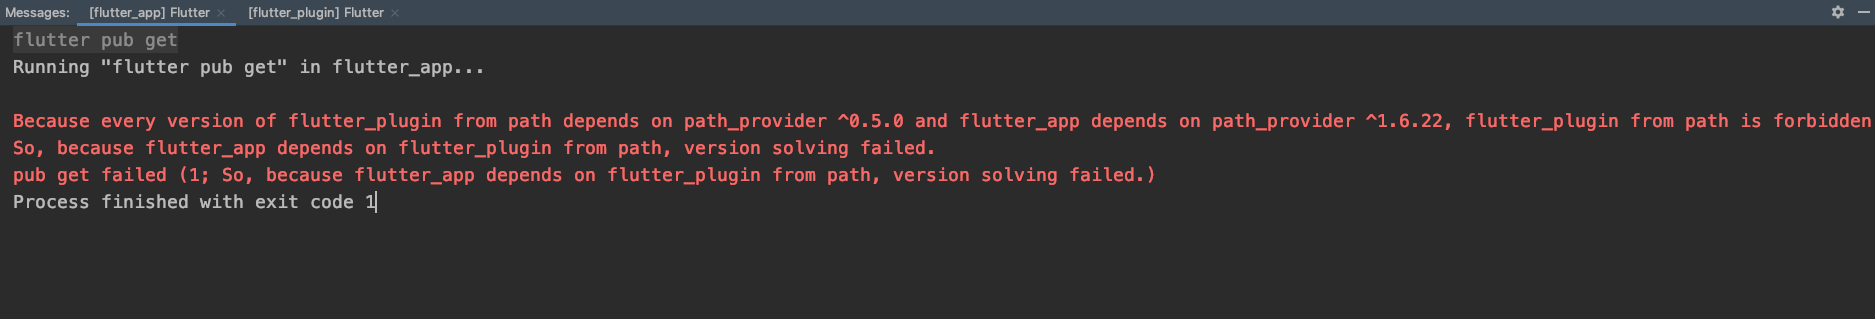 Messages: [flutter_app] Flutter [flutter_plugin] Flutter
flutter pub get
Running "flutter pub get" in flutter_app...
Because every version of flutter_plugin from path depends on path_provider ^0.5.0 and flutter_app depends on path_provider ^1.6.22, flutter_plugin from path is forbidden
So, because flutter_app depends on flutter_plugin from path, version solving failed.
pub get failed (1; So, because flutter_app depends on flutter_plugin from path, version solving failed.)
Process finished with exit code 1